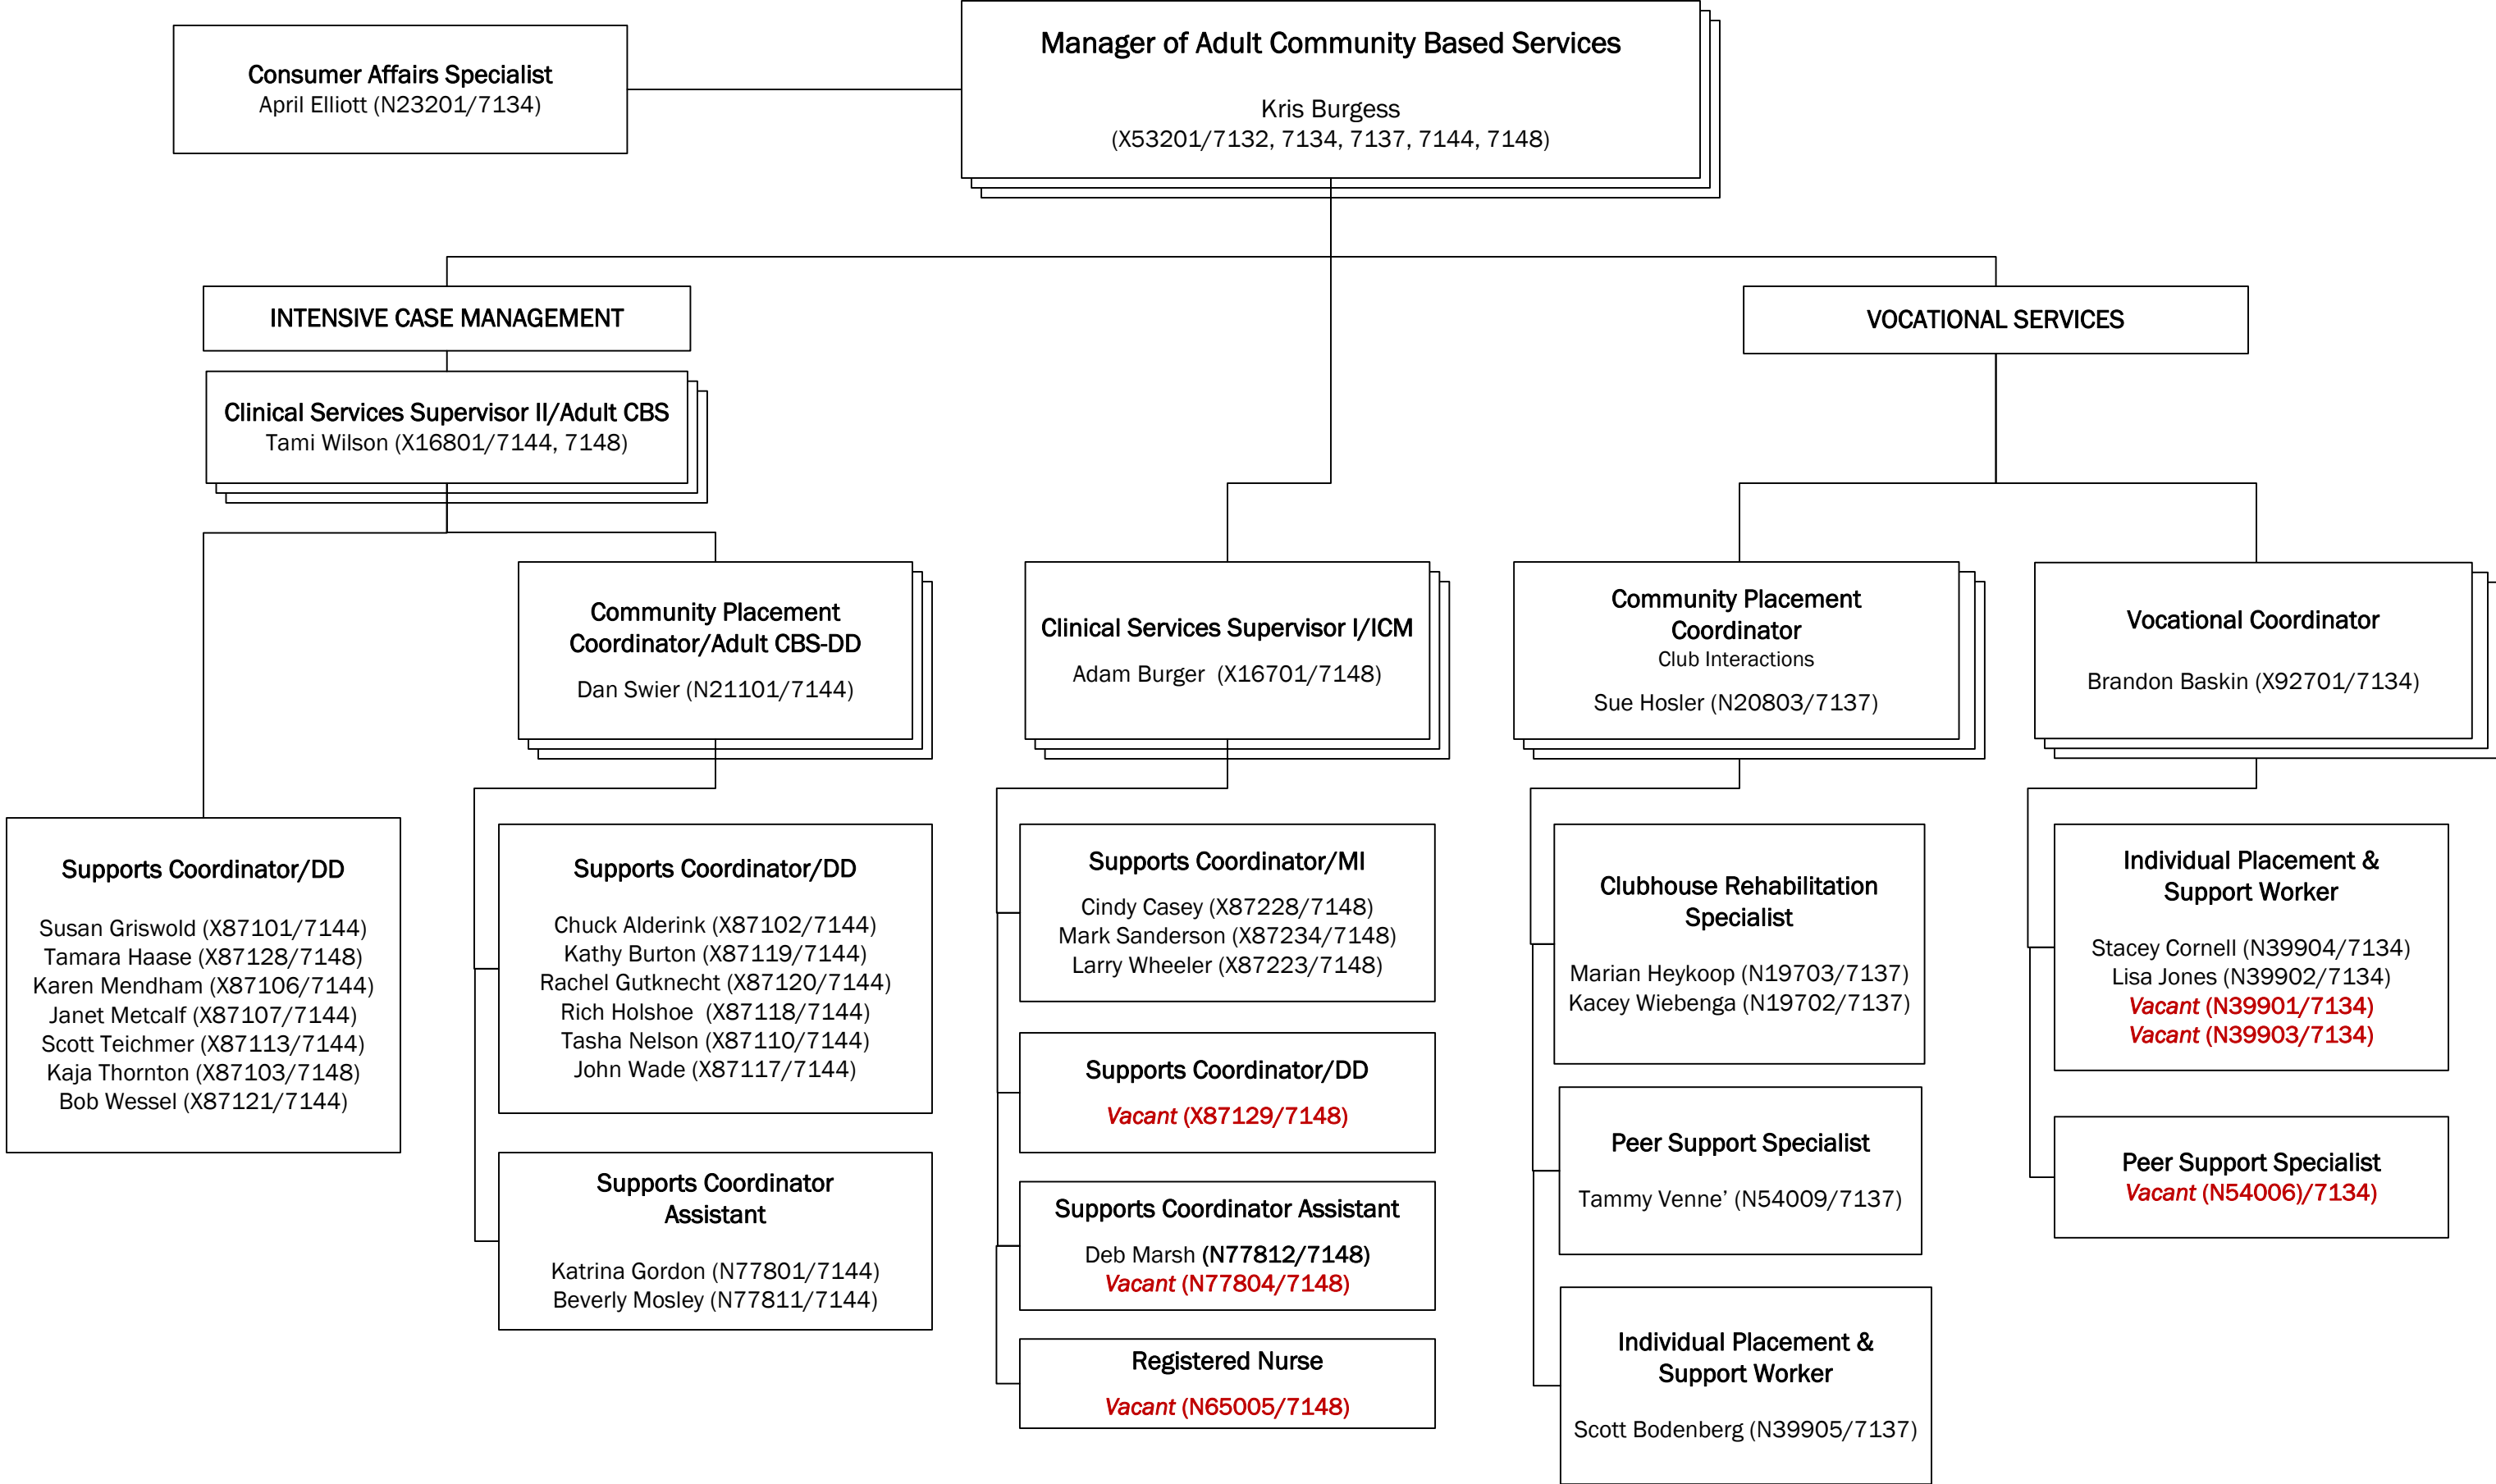 Consumer Affairs Specialist
April Elliott (N23201/7134)
Manager of Adult Community Based Services
Kris Burgess
(X53201/7132, 7134, 7137, 7144, 7148)
INTENSIVE CASE MANAGEMENT
VOCATIONAL SERVICES
Clinical Services Supervisor II/Adult CBS
Tami Wilson (X16801/7144, 7148)
Community Placement
Coordinator/Adult CBS-DD
Dan Swier (N21101/7144)
Clinical Services Supervisor I/ICM
Adam Burger (X16701/7148)
Community Placement
Coordinator
Club Interactions
Sue Hosler (N20803/7137)
Vocational Coordinator
Brandon Baskin (X92701/7134)
Supports Coordinator/DD
Susan Griswold (X87101/7144)
Tamara Haase (X87128/7148)
Karen Mendham (X87106/7144)
Janet Metcalf (X87107/7144)
Scott Teichmer (X87113/7144)
Kaja Thornton (X87103/7148)
Bob Wessel (X87121/7144)
Supports Coordinator/DD
Chuck Alderink (X87102/7144)
Kathy Burton (X87119/7144)
Rachel Gutknecht (X87120/7144)
Rich Holshoe (X87118/7144)
Tasha Nelson (X87110/7144)
John Wade (X87117/7144)
Supports Coordinator
Assistant
Katrina Gordon (N77801/7144)
Beverly Mosley (N77811/7144)
Supports Coordinator/MI
Cindy Casey (X87228/7148)
Mark Sanderson (X87234/7148)
Larry Wheeler (X87223/7148)
Supports Coordinator/DD
Vacant (X87129/7148)
Supports Coordinator Assistant
Deb Marsh (N77812/7148)
Vacant (N77804/7148)
Registered Nurse
Vacant (N65005/7148)
Clubhouse Rehabilitation
Specialist
Marian Heykoop (N19703/7137)
Kacey Wiebenga (N19702/7137)
Peer Support Specialist
Tammy Venne’ (N54009/7137)
Individual Placement &
Support Worker
Scott Bodenberg (N39905/7137)
Individual Placement &
Support Worker
Stacey Cornell (N39904/7134)
Lisa Jones (N39902/7134)
Vacant (N39901/7134)
Vacant (N39903/7134)
Peer Support Specialist
Vacant (N54006)/7134)